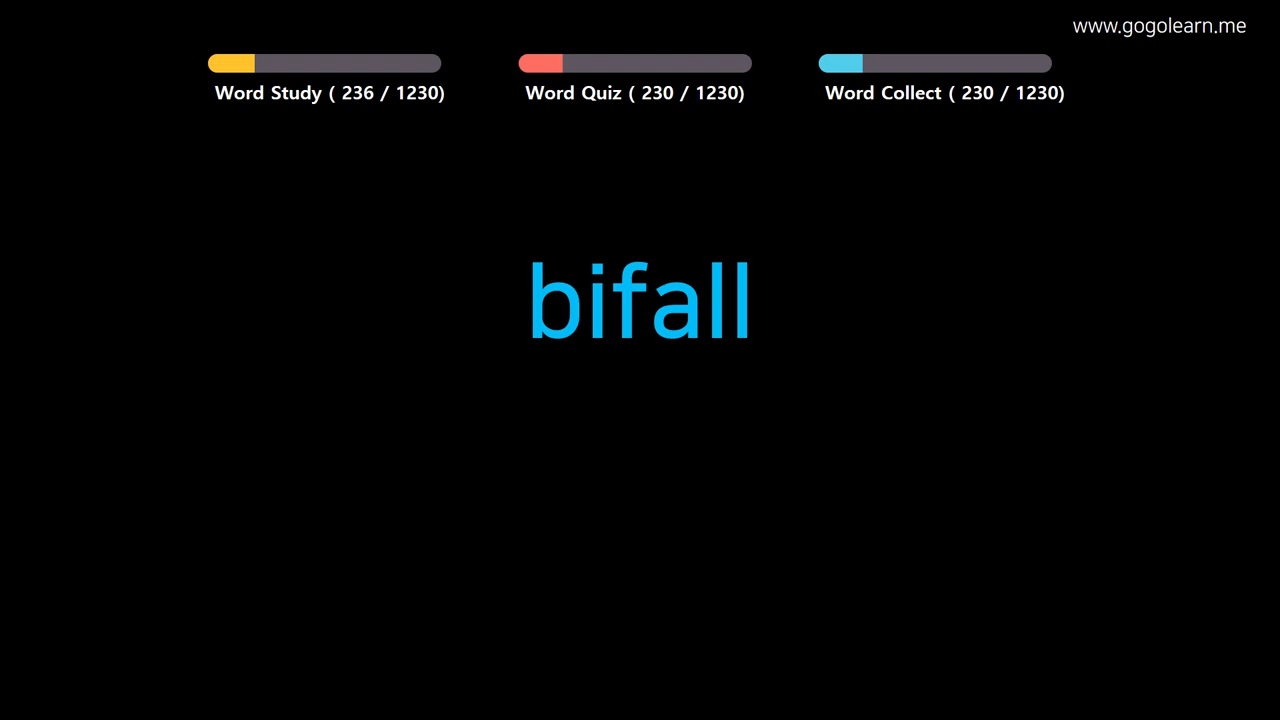 www.gogolearn.me
Word Study ( 236 / 1230)
Word Quiz ( 230 / 1230)
Word Collect ( 230 / 1230)
bifall